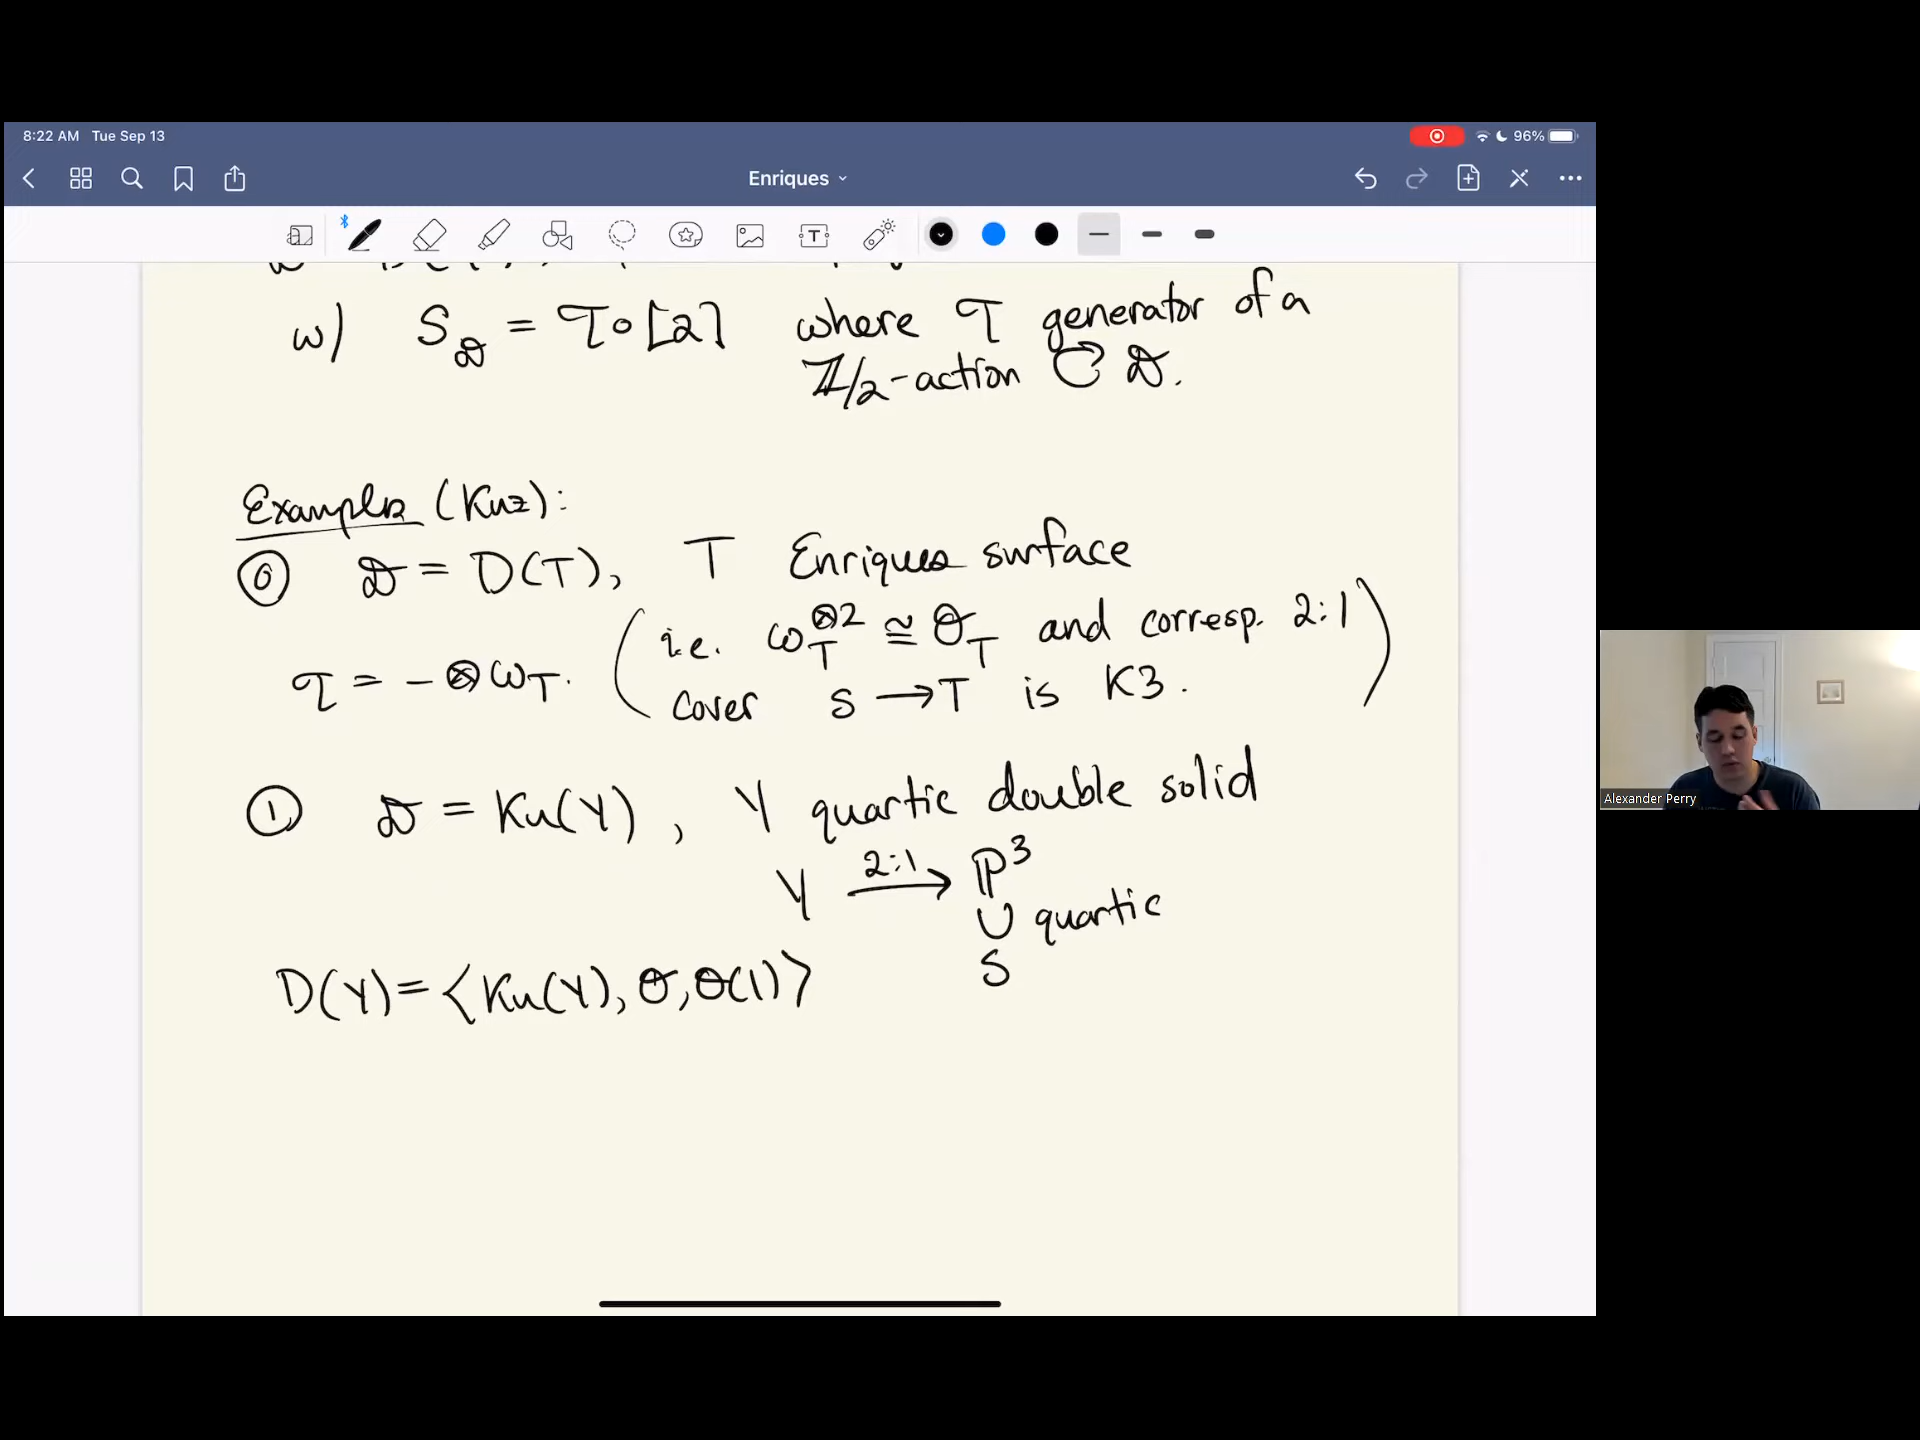 8:22 AM Tue Sep 13
96%
Enriques
w/ S_𝒟 = τ∘[2] where τ generator of a
ℤ/2-action ↻ 𝒟.
Examples (Kuz):
⓪ 𝒟 = D(T), T Enriques surface
τ = -⊗ω_T. (i.e. ω_T^{⊗2} ≅ 𝒪_T and corresp. 2:1
cover S → T is K3.)
① 𝒟 = Ku(Y), Y quartic double solid
Y —2:1→ ℙ³
∪ quartic
S
D(Y) = ⟨Ku(Y), 𝒪, 𝒪(1)⟩
Alexander Perry